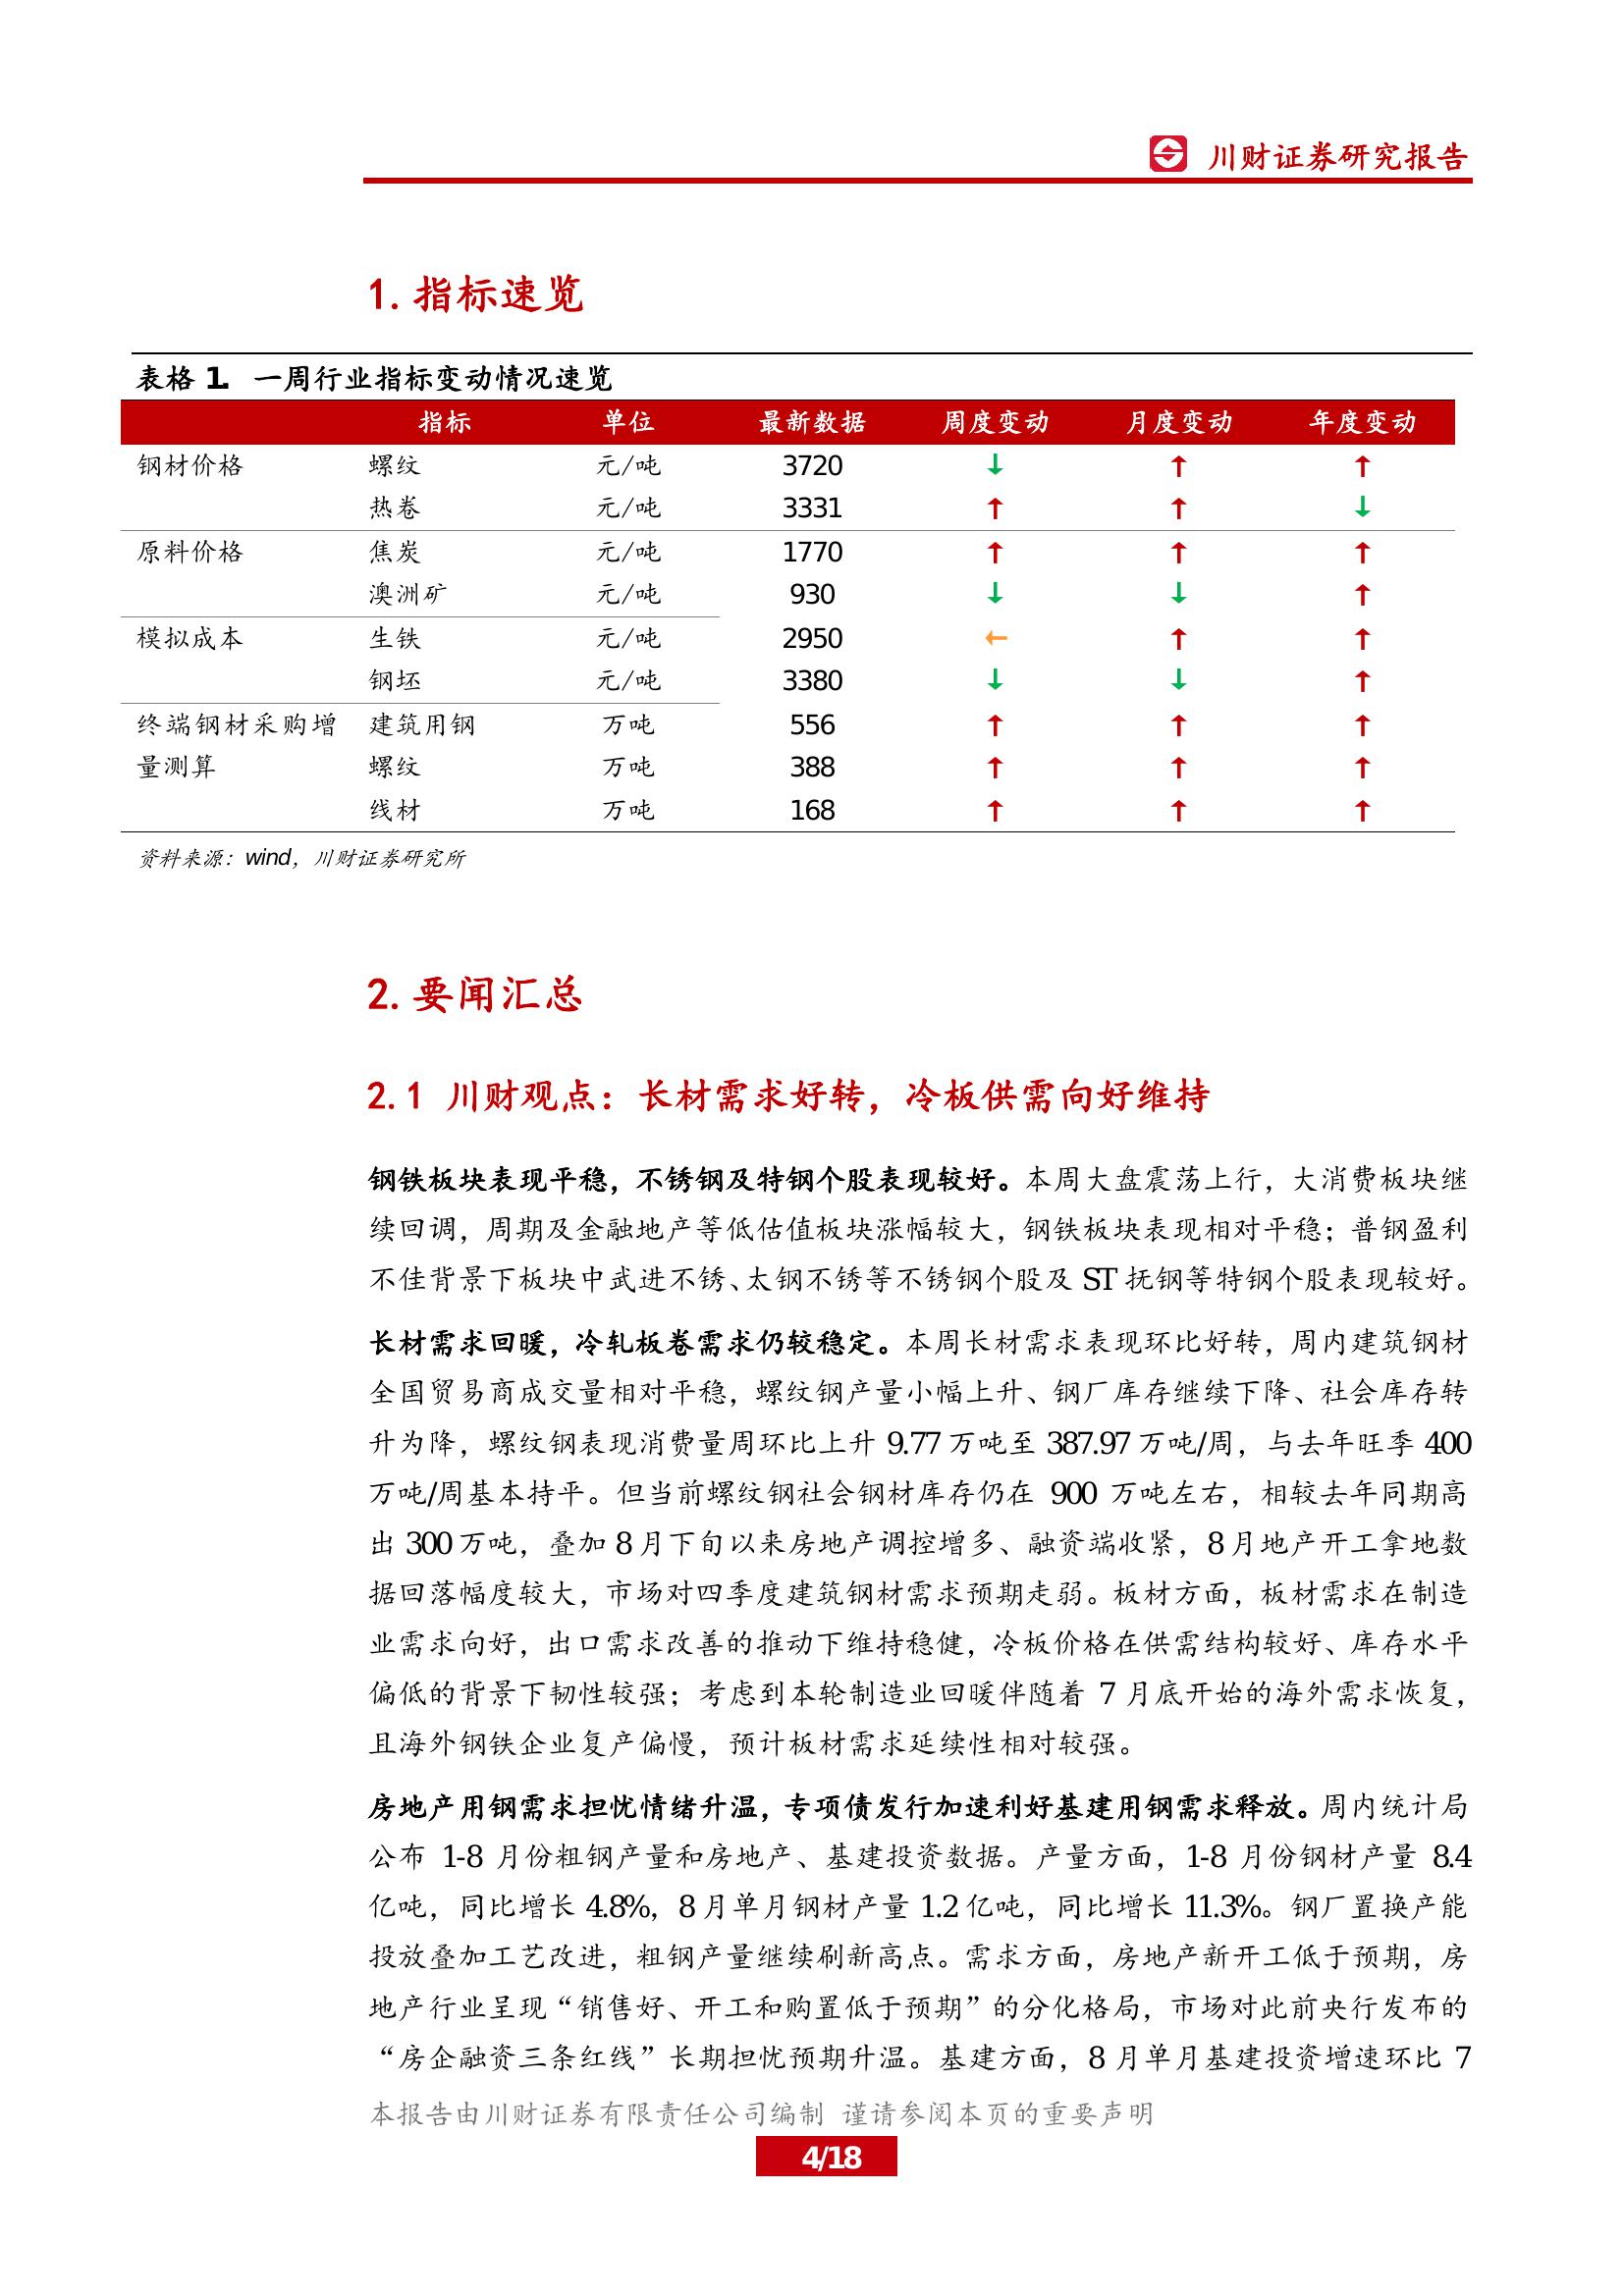 川财证券研究报告
1. 指标速览
表格 1. 一周行业指标变动情况速览
指标 单位 最新数据 周度变动 月度变动 年度变动
钢材价格 螺纹 元/吨 3720 ↓ ↑ ↑
热卷 元/吨 3331 ↑ ↑ ↓
原料价格 焦炭 元/吨 1770 ↑ ↑ ↑
澳洲矿 元/吨 930 ↓ ↓ ↑
模拟成本 生铁 元/吨 2950 ← ↑ ↑
钢坯 元/吨 3380 ↓ ↓ ↑
终端钢材采购增 建筑用钢 万吨 556 ↑ ↑ ↑
量测算 螺纹 万吨 388 ↑ ↑ ↑
线材 万吨 168 ↑ ↑ ↑
资料来源：wind，川财证券研究所
2. 要闻汇总
2.1 川财观点：长材需求好转，冷板供需向好维持
钢铁板块表现平稳，不锈钢及特钢个股表现较好。本周大盘震荡上行，大消费板块继
续回调，周期及金融地产等低估值板块涨幅较大，钢铁板块表现相对平稳；普钢盈利
不佳背景下板块中武进不锈、太钢不锈等不锈钢个股及 ST 抚钢等特钢个股表现较好。
长材需求回暖，冷轧板卷需求仍较稳定。本周长材需求表现环比好转，周内建筑钢材
全国贸易商成交量相对平稳，螺纹钢产量小幅上升、钢厂库存继续下降、社会库存转
升为降，螺纹钢表现消费量周环比上升 9.77 万吨至 387.97 万吨/周，与去年旺季 400
万吨/周基本持平。但当前螺纹钢社会钢材库存仍在 900 万吨左右，相较去年同期高
出 300 万吨，叠加 8 月下旬以来房地产调控增多、融资端收紧，8 月地产开工拿地数
据回落幅度较大，市场对四季度建筑钢材需求预期走弱。板材方面，板材需求在制造
业需求向好，出口需求改善的推动下维持稳健，冷板价格在供需结构较好、库存水平
偏低的背景下韧性较强；考虑到本轮制造业回暖伴随着 7 月底开始的海外需求恢复，
且海外钢铁企业复产偏慢，预计板材需求延续性相对较强。
房地产用钢需求担忧情绪升温，专项债发行加速利好基建用钢需求释放。周内统计局
公布 1-8 月份粗钢产量和房地产、基建投资数据。产量方面，1-8 月份钢材产量 8.4
亿吨，同比增长 4.8%，8 月单月钢材产量 1.2 亿吨，同比增长 11.3%。钢厂置换产能
投放叠加工艺改进，粗钢产量继续刷新高点。需求方面，房地产新开工低于预期，房
地产行业呈现“销售好、开工和购置低于预期”的分化格局，市场对此前央行发布的
“房企融资三条红线”长期担忧预期升温。基建方面，8 月单月基建投资增速环比 7
本报告由川财证券有限责任公司编制 谨请参阅本页的重要声明
4/18